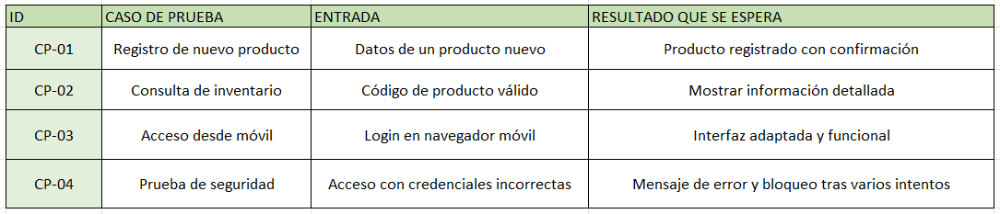 ID CASO DE PRUEBA ENTRADA RESULTADO QUE SE ESPERA
CP-01 Registro de nuevo producto Datos de un producto nuevo Producto registrado con confirmación
CP-02 Consulta de inventario Código de producto válido Mostrar información detallada
CP-03 Acceso desde móvil Login en navegador móvil Interfaz adaptada y funcional
CP-04 Prueba de seguridad Acceso con credenciales incorrectas Mensaje de error y bloqueo tras varios intentos